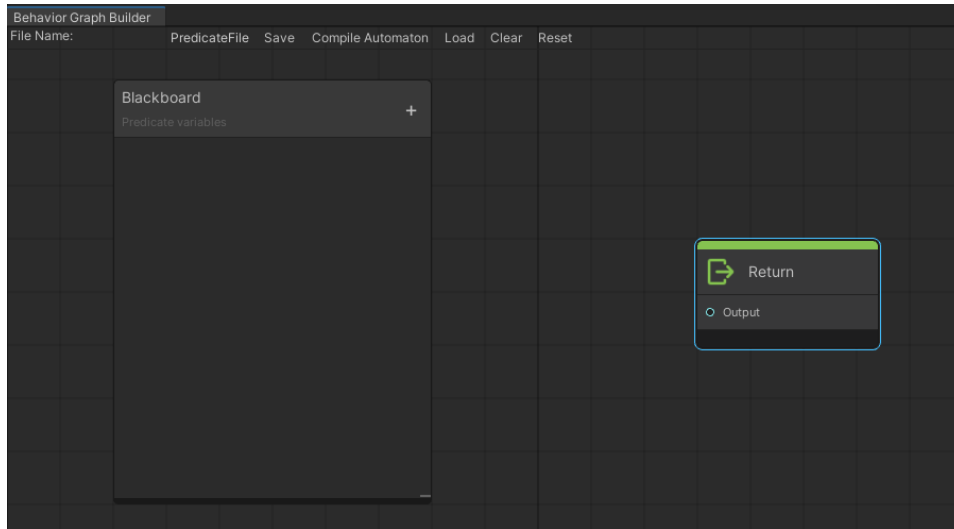 Behavior Graph Builder
File Name: PredicateFile Save Compile Automaton Load Clear Reset
Blackboard
+
Predicate variables
Return
Output